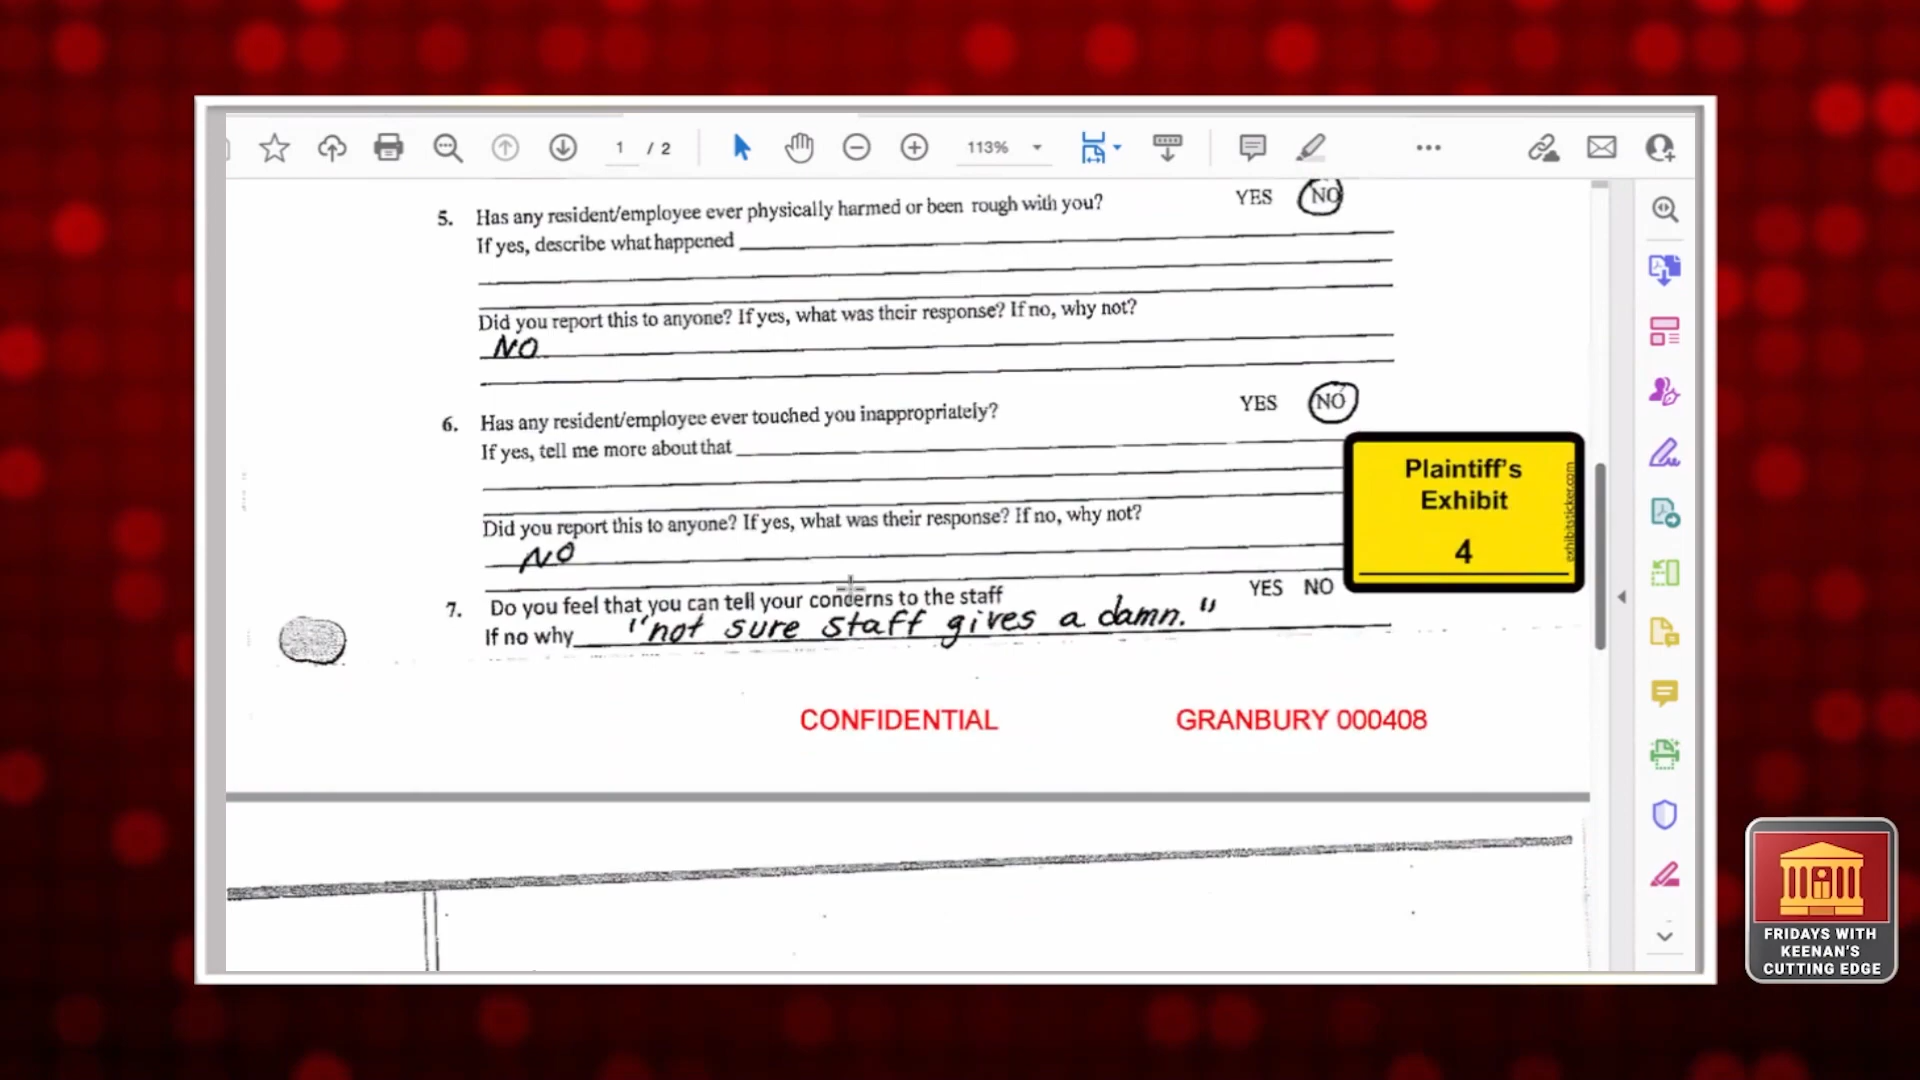 1 / 2
113%
5. Has any resident/employee ever physically harmed or been rough with you? YES NO
If yes, describe what happened
Did you report this to anyone? If yes, what was their response? If no, why not?
NO
6. Has any resident/employee ever touched you inappropriately? YES NO
If yes, tell me more about that
Did you report this to anyone? If yes, what was their response? If no, why not?
NO
7. Do you feel that you can tell your concerns to the staff YES NO
If no why "not sure staff gives a damn."
Plaintiff's
Exhibit
4
exhibitsticker.com
CONFIDENTIAL GRANBURY 000408
FRIDAYS WITH
KEENAN'S
CUTTING EDGE